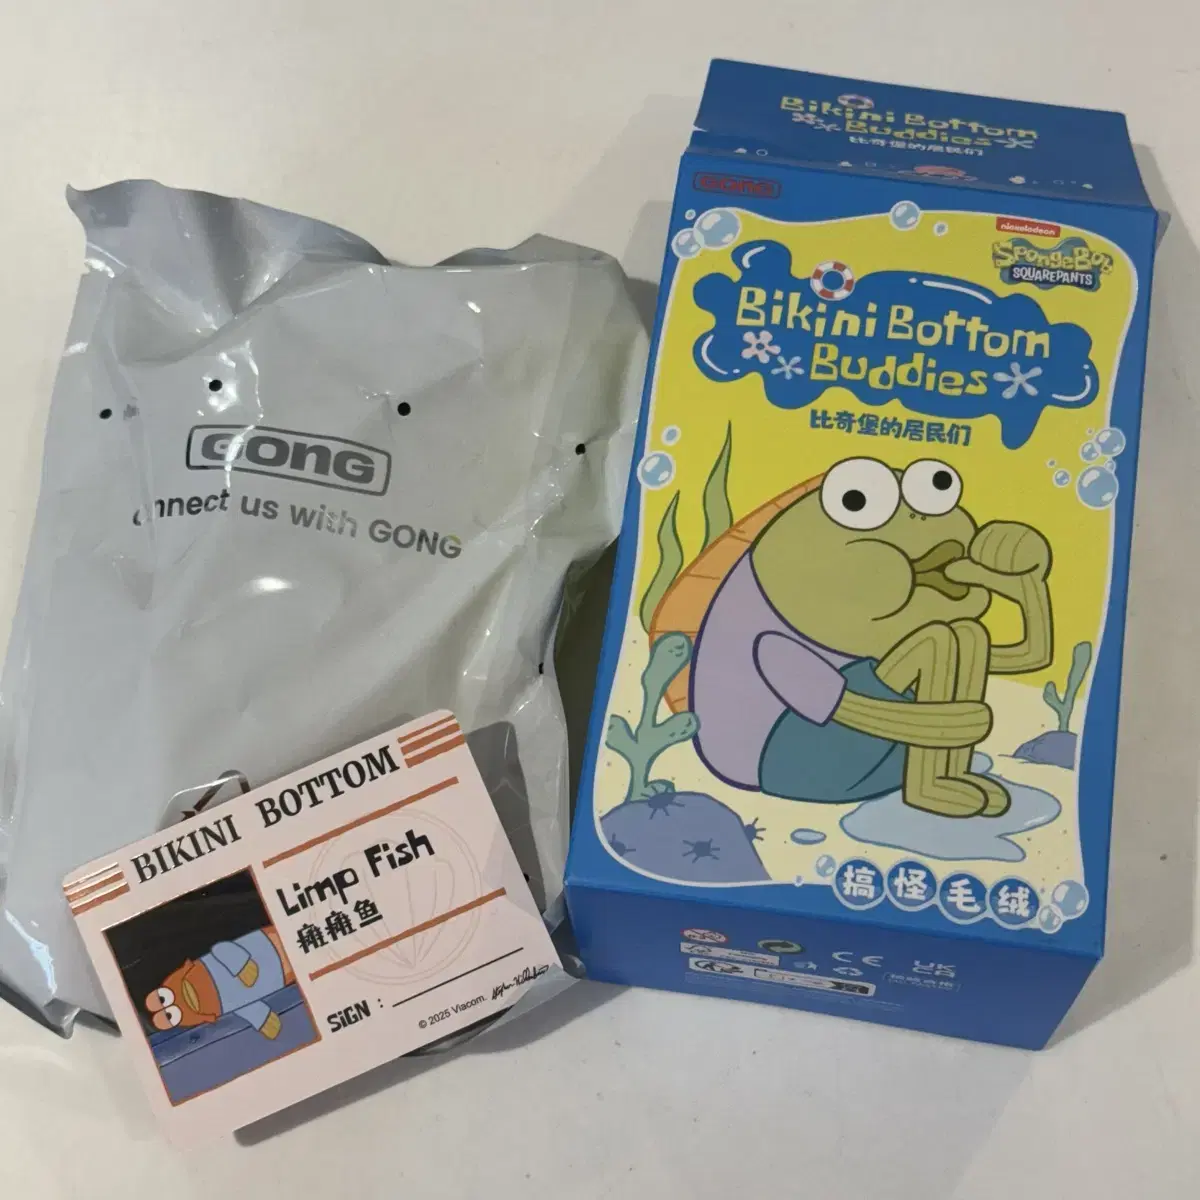 Bikini Bottom
Buddies
比奇堡的居民们
GONG
nickelodeon
SpongeBob
SQUAREPANTS
Bikini Bottom
Buddies
比奇堡的居民们
搞怪毛绒
CE
UK
CA
GONG
onnect us with GONG
BIKINI BOTTOM
Limp Fish
瘫瘫鱼
SiGN :
© 2025 Viacom.